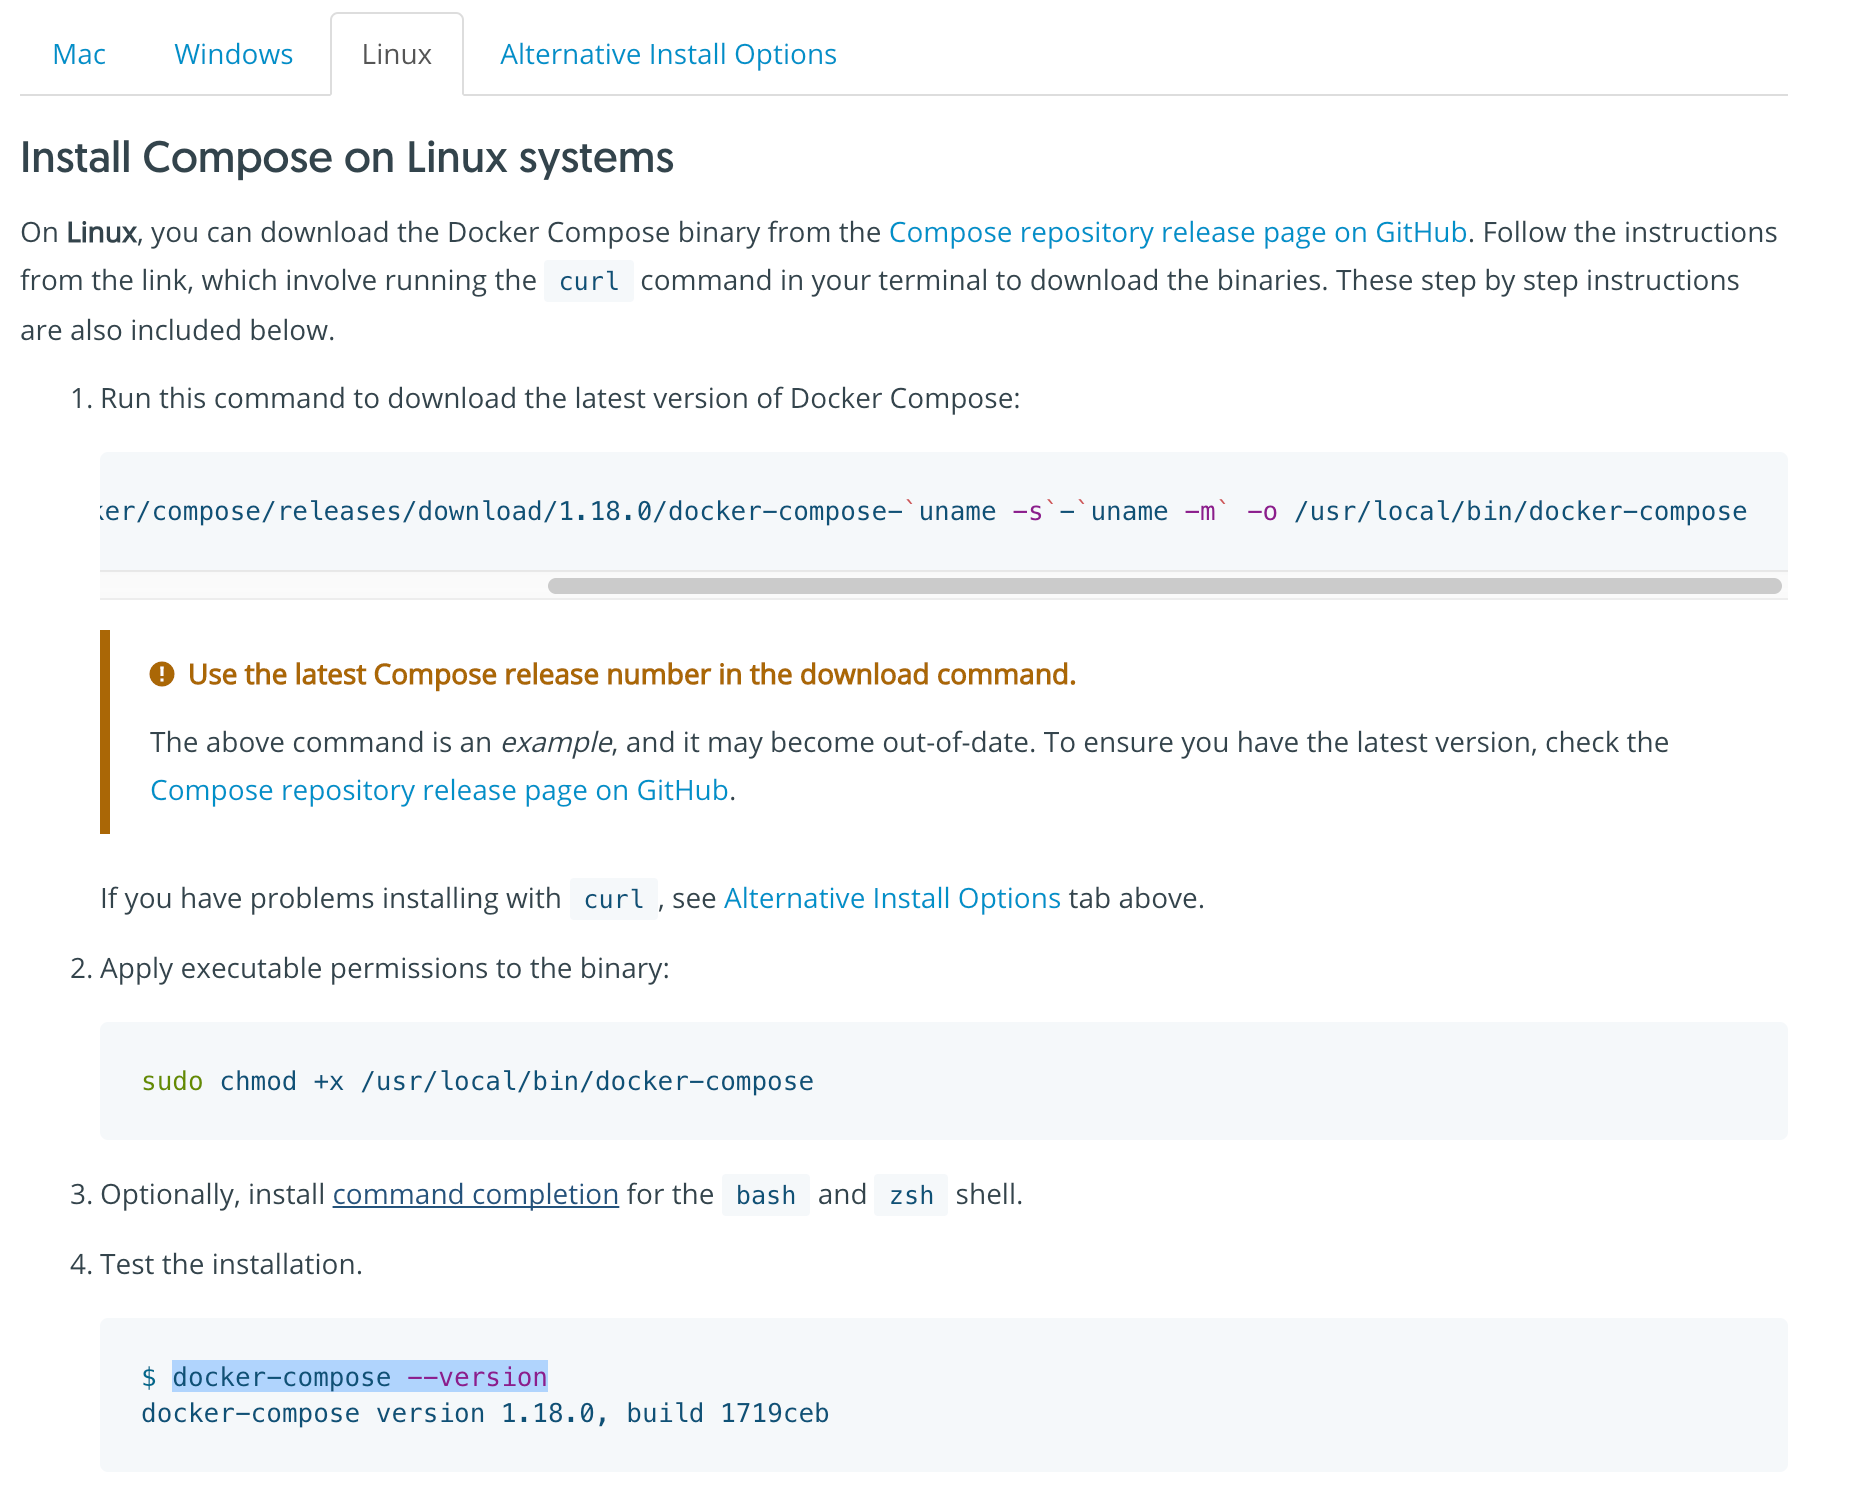 Mac Windows Linux Alternative Install Options
Install Compose on Linux systems
On Linux, you can download the Docker Compose binary from the Compose repository release page on GitHub. Follow the instructions
from the link, which involve running the curl command in your terminal to download the binaries. These step by step instructions
are also included below.
1. Run this command to download the latest version of Docker Compose:
ker/compose/releases/download/1.18.0/docker-compose-`uname -s`-`uname -m` -o /usr/local/bin/docker-compose
Use the latest Compose release number in the download command.
The above command is an example, and it may become out-of-date. To ensure you have the latest version, check the
Compose repository release page on GitHub.
If you have problems installing with curl, see Alternative Install Options tab above.
2. Apply executable permissions to the binary:
sudo chmod +x /usr/local/bin/docker-compose
3. Optionally, install command completion for the bash and zsh shell.
4. Test the installation.
$ docker-compose --version
docker-compose version 1.18.0, build 1719ceb